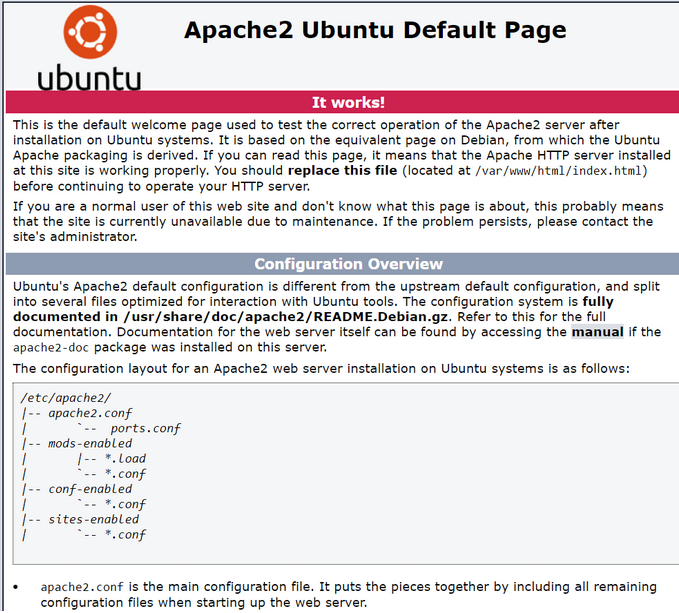 ubuntu
Apache2 Ubuntu Default Page
It works!
This is the default welcome page used to test the correct operation of the Apache2 server after
installation on Ubuntu systems. It is based on the equivalent page on Debian, from which the Ubuntu
Apache packaging is derived. If you can read this page, it means that the Apache HTTP server installed
at this site is working properly. You should replace this file (located at /var/www/html/index.html)
before continuing to operate your HTTP server.
If you are a normal user of this web site and don't know what this page is about, this probably means
that the site is currently unavailable due to maintenance. If the problem persists, please contact the
site's administrator.
Configuration Overview
Ubuntu's Apache2 default configuration is different from the upstream default configuration, and split
into several files optimized for interaction with Ubuntu tools. The configuration system is fully
documented in /usr/share/doc/apache2/README.Debian.gz. Refer to this for the full
documentation. Documentation for the web server itself can be found by accessing the manual if the
apache2-doc package was installed on this server.
The configuration layout for an Apache2 web server installation on Ubuntu systems is as follows:
/etc/apache2/
|-- apache2.conf
|       `--  ports.conf
|-- mods-enabled
|       |-- *.load
|       `-- *.conf
|-- conf-enabled
|       `-- *.conf
|-- sites-enabled
|       `-- *.conf
• apache2.conf is the main configuration file. It puts the pieces together by including all remaining
configuration files when starting up the web server.